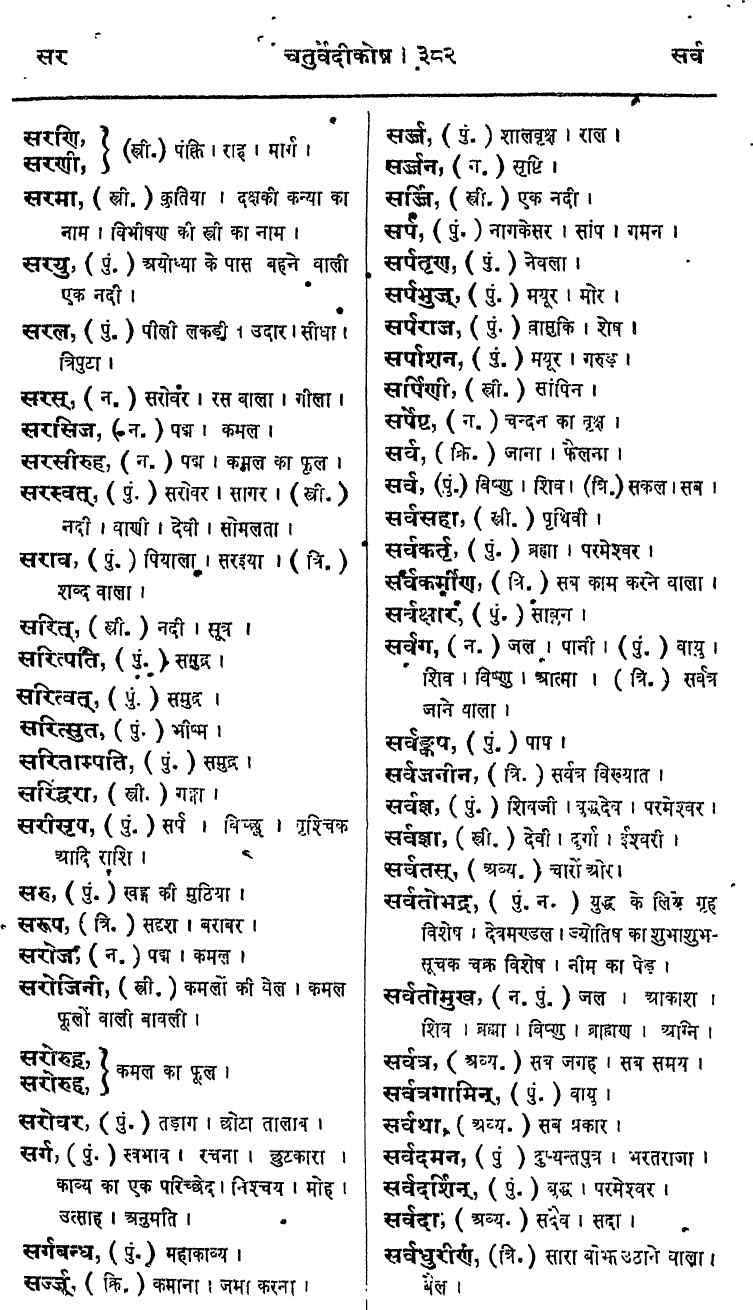 सर
चतुर्वेदीकोष । ३८२
सर्व
सरणि,
सरणी, } (स्त्री.) पंक्ति । राह । मार्ग ।
सरमा, ( स्त्री. ) कुतिया । दक्षकी कन्या का
नाम । विभीषण की स्त्री का नाम ।
सरयु, ( पुं. ) अयोध्या के पास बहने वाली
एक नदी ।
सरल, ( पुं. ) पीली लकड़ी । उदार । सीधा ।
त्रिपुटा ।
सरस्, ( न. ) सरोवर । रस वाला । गीला ।
सरसिज, ( न. ) पद्म । कमल ।
सरसीरुह, ( न. ) पद्म । कमल का फूल ।
सरस्वत्, ( पुं. ) सरोवर । सागर । ( स्त्री. )
नदी । वाणी । देवी । सोमलता ।
सराव, ( पुं. ) पियाला । सरइया । ( त्रि. )
शब्द वाला ।
सरित्, ( स्त्री. ) नदी । सूत्र ।
सरित्पति, ( पुं. ) समुद्र ।
सरित्वत्, ( पुं. ) समुद्र ।
सरित्सुत, ( पुं. ) भीष्म ।
सरिताम्पति, ( पुं. ) समुद्र ।
सरिद्वरा, ( स्त्री. ) गङ्गा ।
सरीसृप, ( पुं. ) सर्प । बिच्छू । वृश्चिक
आदि राशि ।
सरु, ( पुं. ) खड्ग की मुठिया ।
सरूप, ( त्रि. ) सदृश । बराबर ।
सरोज, ( न. ) पद्म । कमल ।
सरोजिनी, ( स्त्री. ) कमलों की बेल । कमल
फूलों वाली बावली ।
सरोरुह्,
सरोरुह, } कमल का फूल ।
सरोवर, ( पुं. ) तड़ाग । छोटा तालाव ।
सर्ग, ( पुं. ) स्वभाव । रचना । छुटकारा ।
काव्य का एक परिच्छेद । निश्चय । मोह ।
उत्साह । अनुमति ।
सर्गबन्ध, ( पुं. ) महाकाव्य ।
सर्ज्ज्, ( क्रि. ) कमाना । जमा करना ।
सर्ज्ज, ( पुं. ) शालवृक्ष । राल ।
सर्ज्जन, ( न. ) सृष्टि ।
सर्ज्जि, ( स्त्री. ) एक नदी ।
सर्प, ( पुं. ) नागकेसर । सांप । गमन ।
सर्पतृण, ( पुं. ) नेवला ।
सर्पभुज्, ( पुं. ) मयूर । मोर ।
सर्पराज, ( पुं. ) वासुकि । शेष ।
सर्पाशन, ( पुं. ) मयूर । गरुड़ ।
सर्पिणी, ( स्त्री. ) सांपिन ।
सर्पेष्ट, ( न. ) चन्दन का वृक्ष ।
सर्व, ( क्रि. ) जाना । फैलना ।
सर्व, (पुं.) विष्णु । शिव । (त्रि.) सकल । सब ।
सर्वसहा, ( स्त्री. ) पृथिवी ।
सर्वकर्तृ, ( पुं. ) ब्रह्मा । परमेश्वर ।
सर्वकर्मीण, ( त्रि. ) सब काम करने वाला ।
सर्वक्षार, ( पुं. ) साबुन ।
सर्वग, ( न. ) जल । पानी । ( पुं. ) वायु ।
शिव । विष्णु । आत्मा । ( त्रि. ) सर्वत्र
जाने वाला ।
सर्वङ्कष, ( पुं. ) पाप ।
सर्वजनीन, ( त्रि. ) सर्वत्र विख्यात ।
सर्वज्ञ, ( पुं. ) शिवजी । बुद्धदेव । परमेश्वर ।
सर्वज्ञा, ( स्त्री. ) देवी । दुर्गा । ईश्वरी ।
सर्वतस्, ( अव्य. ) चारों ओर ।
सर्वतोभद्र, ( पुं. न. ) युद्ध के लिये गृह
विशेष । देवमण्डल । ज्योतिष का शुभाशुभ-
सूचक चक्र विशेष । नीम का पेड़ ।
सर्वतोमुख, ( न. पुं. ) जल । आकाश ।
शिव । ब्रह्मा । विष्णु । ब्राह्मण । अग्नि ।
सर्वत्र, ( अव्य. ) सब जगह । सब समय ।
सर्वत्रगामिन्, ( पुं. ) वायु ।
सर्वथा, ( अव्य. ) सब प्रकार ।
सर्वदमन, ( पुं ) दुष्यन्तपुत्र । भरतराजा ।
सर्वदर्शिन्, ( पुं. ) बुद्ध । परमेश्वर ।
सर्वदा, ( अव्य. ) सदैव । सदा ।
सर्वधुरीण, (त्रि.) सारा बोझ उठाने वाला ।
बैल ।